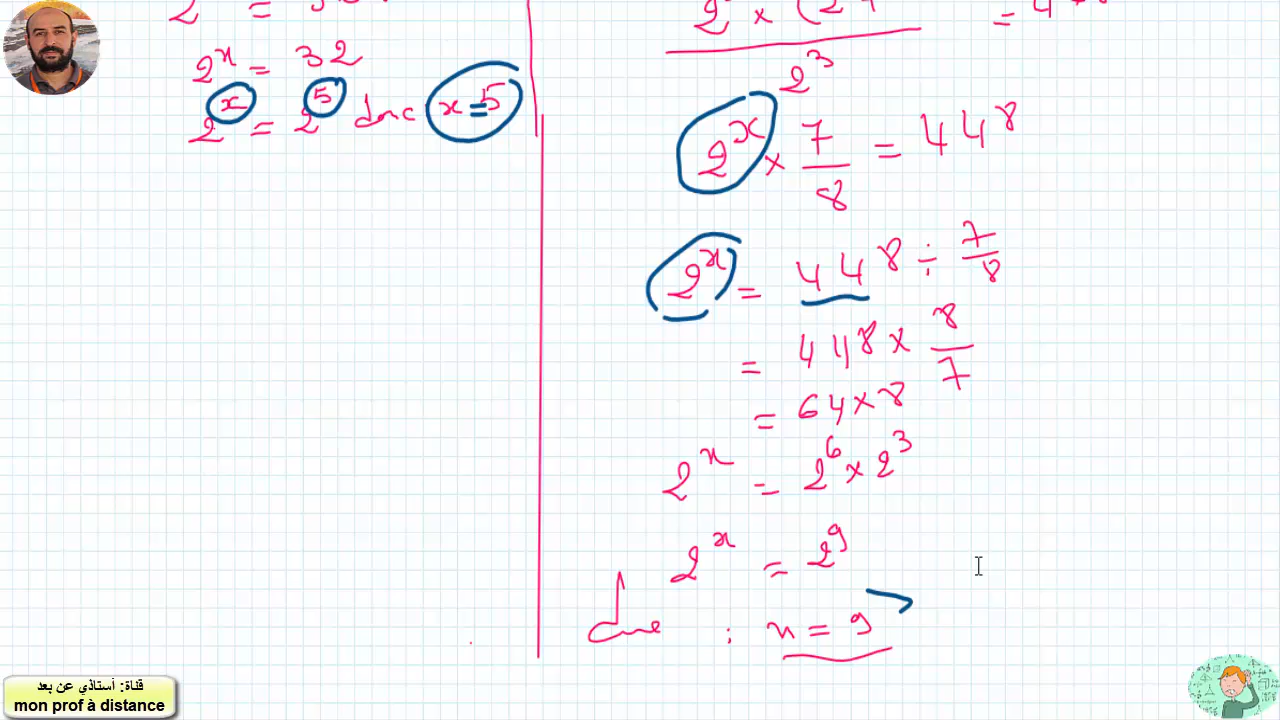 2^x = 32
2^x = 2^5 donc x = 5
2^3
2^x × 7/8 = 448
2^x = 448 ÷ 7/8
= 448 × 8/7
= 64 × 8
2^x = 2^6 × 2^3
2^x = 2^9
donc : x = 9
قناة: أستاذي عن بعد
mon prof à distance